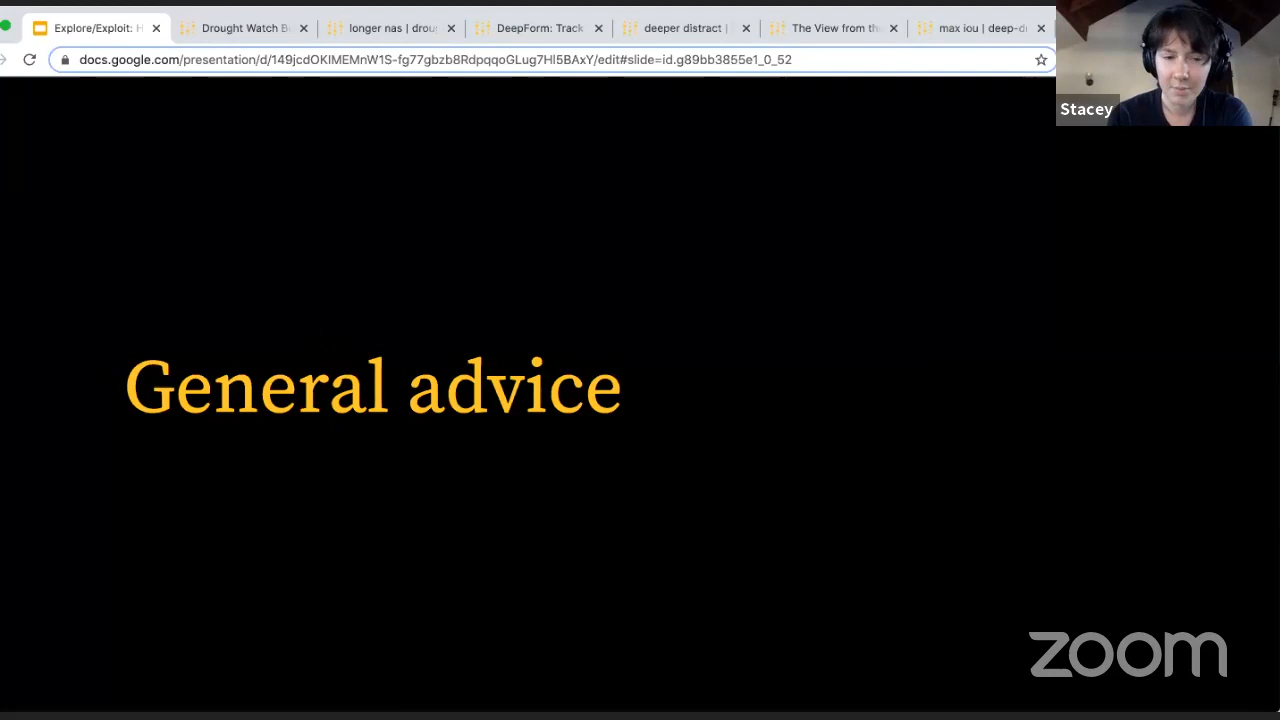 Explore/Exploit: H
Drought Watch B
longer nas | drou
DeepForm: Track
deeper distract |
The View from th
max iou | deep-d
docs.google.com/presentation/d/149jcdOKIMEMnW1S-fg77gbzb8RdpqqoGLug7Hl5BAxY/edit#slide=id.g89bb3855e1_0_52
Stacey
General advice
zoom